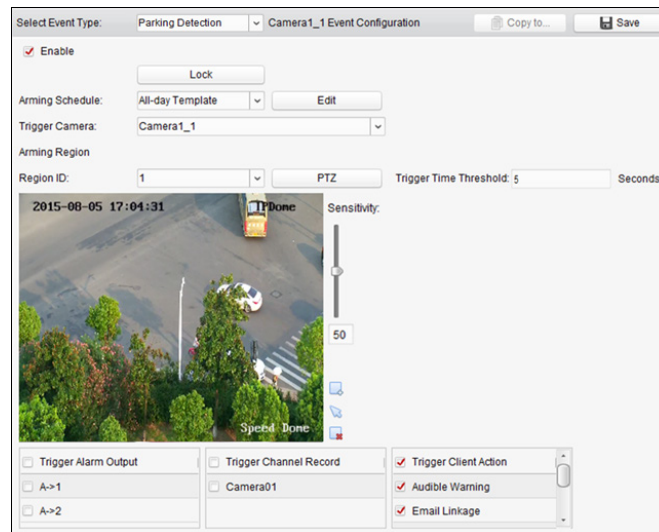 Select Event Type: Parking Detection Camera1_1 Event Configuration Copy to... Save
Enable
Lock
Arming Schedule: All-day Template Edit
Trigger Camera: Camera1_1
Arming Region
Region ID: 1 PTZ Trigger Time Threshold: 5 Seconds
2015-08-05 17:04:31 IPDome
Sensitivity:
50
Speed Dome
Trigger Alarm Output Trigger Channel Record Trigger Client Action
A->1 Camera01 Audible Warning
A->2 Email Linkage